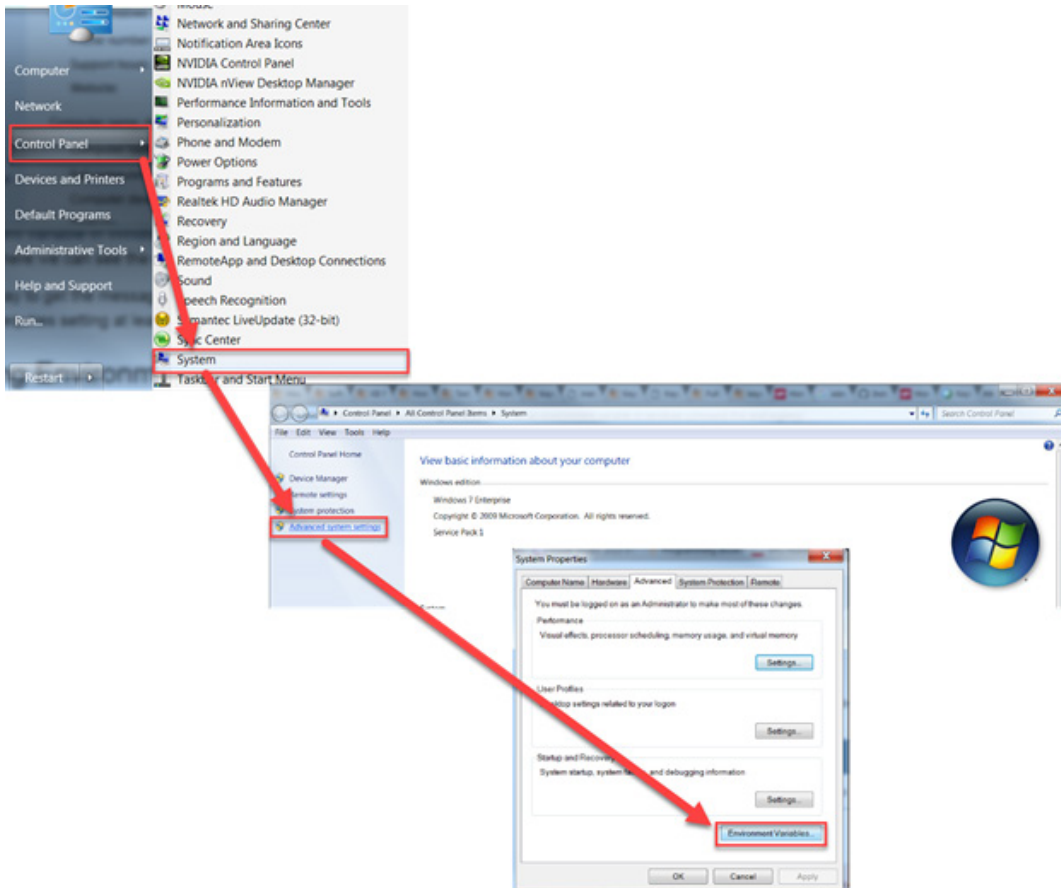 Mouse
Network and Sharing Center
Notification Area Icons
NVIDIA Control Panel
NVIDIA nView Desktop Manager
Performance Information and Tools
Personalization
Phone and Modem
Power Options
Programs and Features
Realtek HD Audio Manager
Recovery
Region and Language
RemoteApp and Desktop Connections
Sound
Speech Recognition
Symantec LiveUpdate (32-bit)
Sync Center
System
Taskbar and Start Menu
Computer
Network
Control Panel
Devices and Printers
Default Programs
Administrative Tools
Help and Support
Run...
Restart
Control Panel All Control Panel Items System
Search Control Panel
File Edit View Tools Help
Control Panel Home
Device Manager
Remote settings
System protection
Advanced system settings
View basic information about your computer
Windows edition
Windows 7 Enterprise
Copyright © 2009 Microsoft Corporation. All rights reserved.
Service Pack 1
System
System Properties
Computer Name Hardware Advanced System Protection Remote
You must be logged on as an Administrator to make most of these changes.
Performance
Visual effects, processor scheduling, memory usage, and virtual memory
Settings...
User Profiles
Desktop settings related to your logon
Settings...
Startup and Recovery
System startup, system failure, and debugging information
Settings...
Environment Variables...
OK Cancel Apply